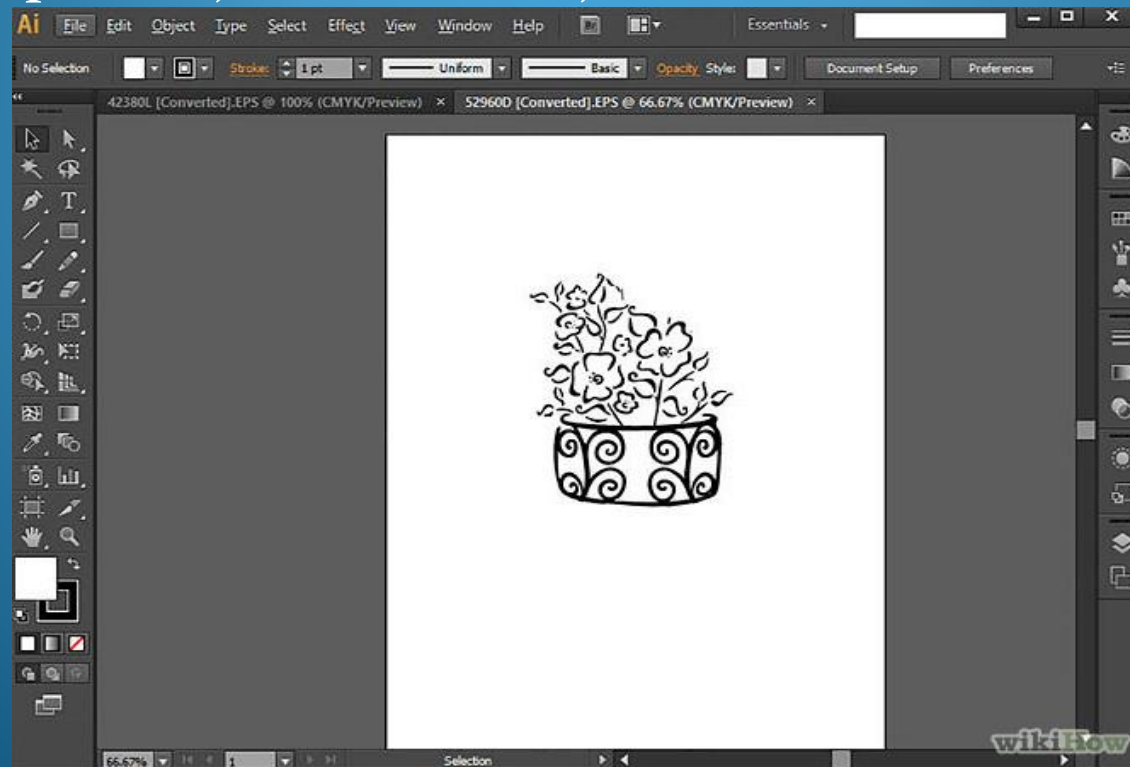 Ai File Edit Object Type Select Effect View Window Help Br Essentials
No Selection Stroke: 1 pt Uniform Basic Opacity Style: Document Setup Preferences
42380L [Converted].EPS @ 100% (CMYK/Preview) × 52960D [Converted].EPS @ 66.67% (CMYK/Preview) ×
T
66.67% 1 Selection
wikiHow